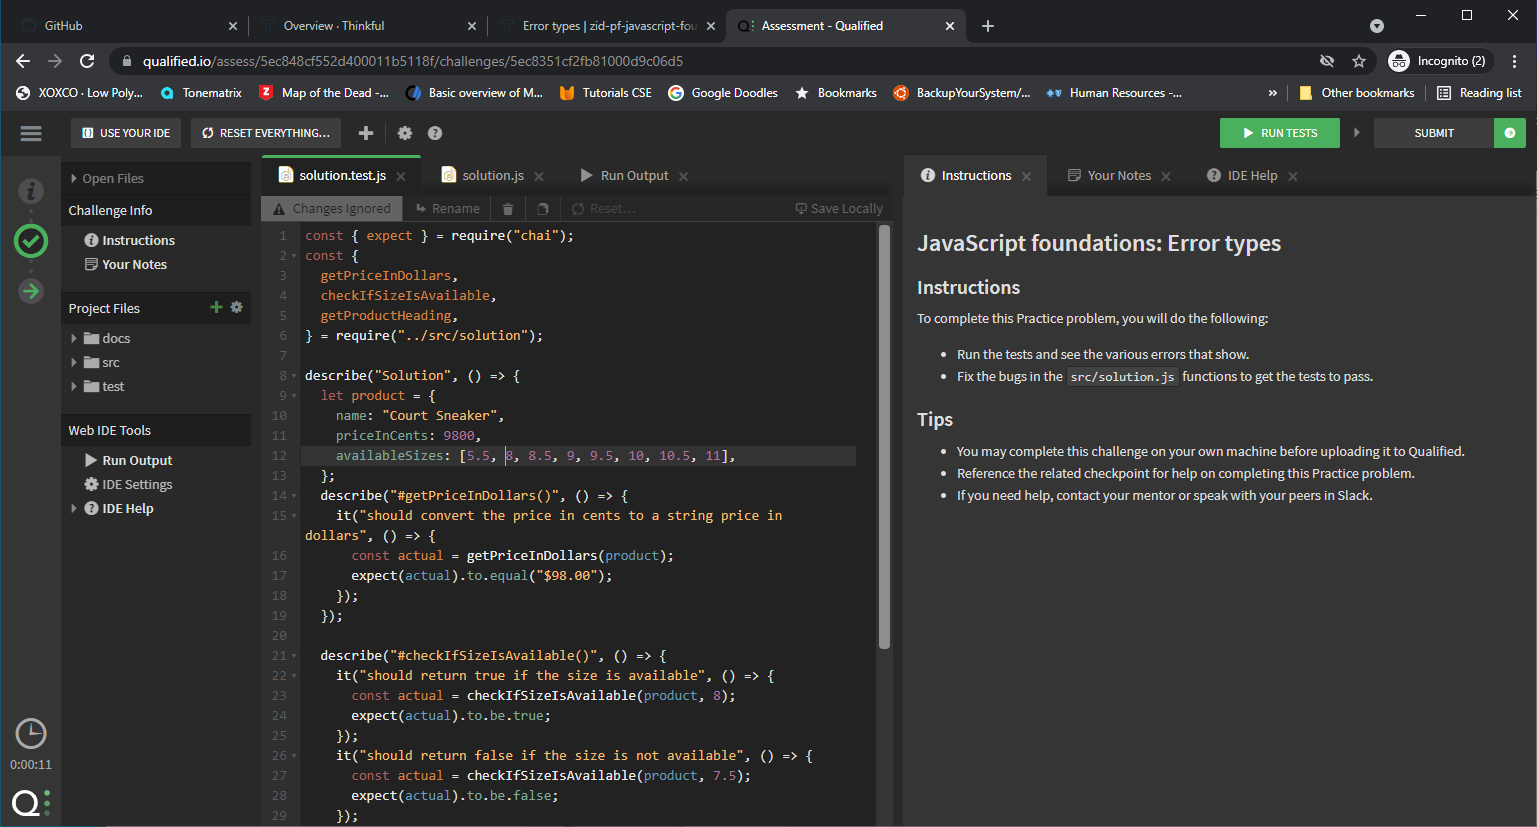 GitHub
Overview · Thinkful
Error types | zid-pf-javascript-fou
Assessment - Qualified
qualified.io/assess/5ec848cf552d400011b5118f/challenges/5ec8351cf2fb81000d9c06d5
Incognito (2)
XOXCO · Low Poly...
Tonematrix
Map of the Dead -...
Basic overview of M...
Tutorials CSE
Google Doodles
Bookmarks
BackupYourSystem/...
Human Resources -...
»
Other bookmarks
Reading list
USE YOUR IDE
RESET EVERYTHING...
RUN TESTS
SUBMIT
Open Files
Challenge Info
Instructions
Your Notes
Project Files
docs
src
test
Web IDE Tools
Run Output
IDE Settings
IDE Help
0:00:11
solution.test.js
solution.js
Run Output
Changes Ignored
Rename
Reset...
Save Locally
1 const { expect } = require("chai");
2 const {
3 getPriceInDollars,
4 checkIfSizeIsAvailable,
5 getProductHeading,
6 } = require("../src/solution");
7
8 describe("Solution", () => {
9 let product = {
10 name: "Court Sneaker",
11 priceInCents: 9800,
12 availableSizes: [5.5, 8, 8.5, 9, 9.5, 10, 10.5, 11],
13 };
14 describe("#getPriceInDollars()", () => {
15 it("should convert the price in cents to a string price in
dollars", () => {
16 const actual = getPriceInDollars(product);
17 expect(actual).to.equal("$98.00");
18 });
19 });
20
21 describe("#checkIfSizeIsAvailable()", () => {
22 it("should return true if the size is available", () => {
23 const actual = checkIfSizeIsAvailable(product, 8);
24 expect(actual).to.be.true;
25 });
26 it("should return false if the size is not available", () => {
27 const actual = checkIfSizeIsAvailable(product, 7.5);
28 expect(actual).to.be.false;
29 });
Instructions
Your Notes
IDE Help
JavaScript foundations: Error types
Instructions
To complete this Practice problem, you will do the following:
• Run the tests and see the various errors that show.
• Fix the bugs in the src/solution.js functions to get the tests to pass.
Tips
• You may complete this challenge on your own machine before uploading it to Qualified.
• Reference the related checkpoint for help on completing this Practice problem.
• If you need help, contact your mentor or speak with your peers in Slack.